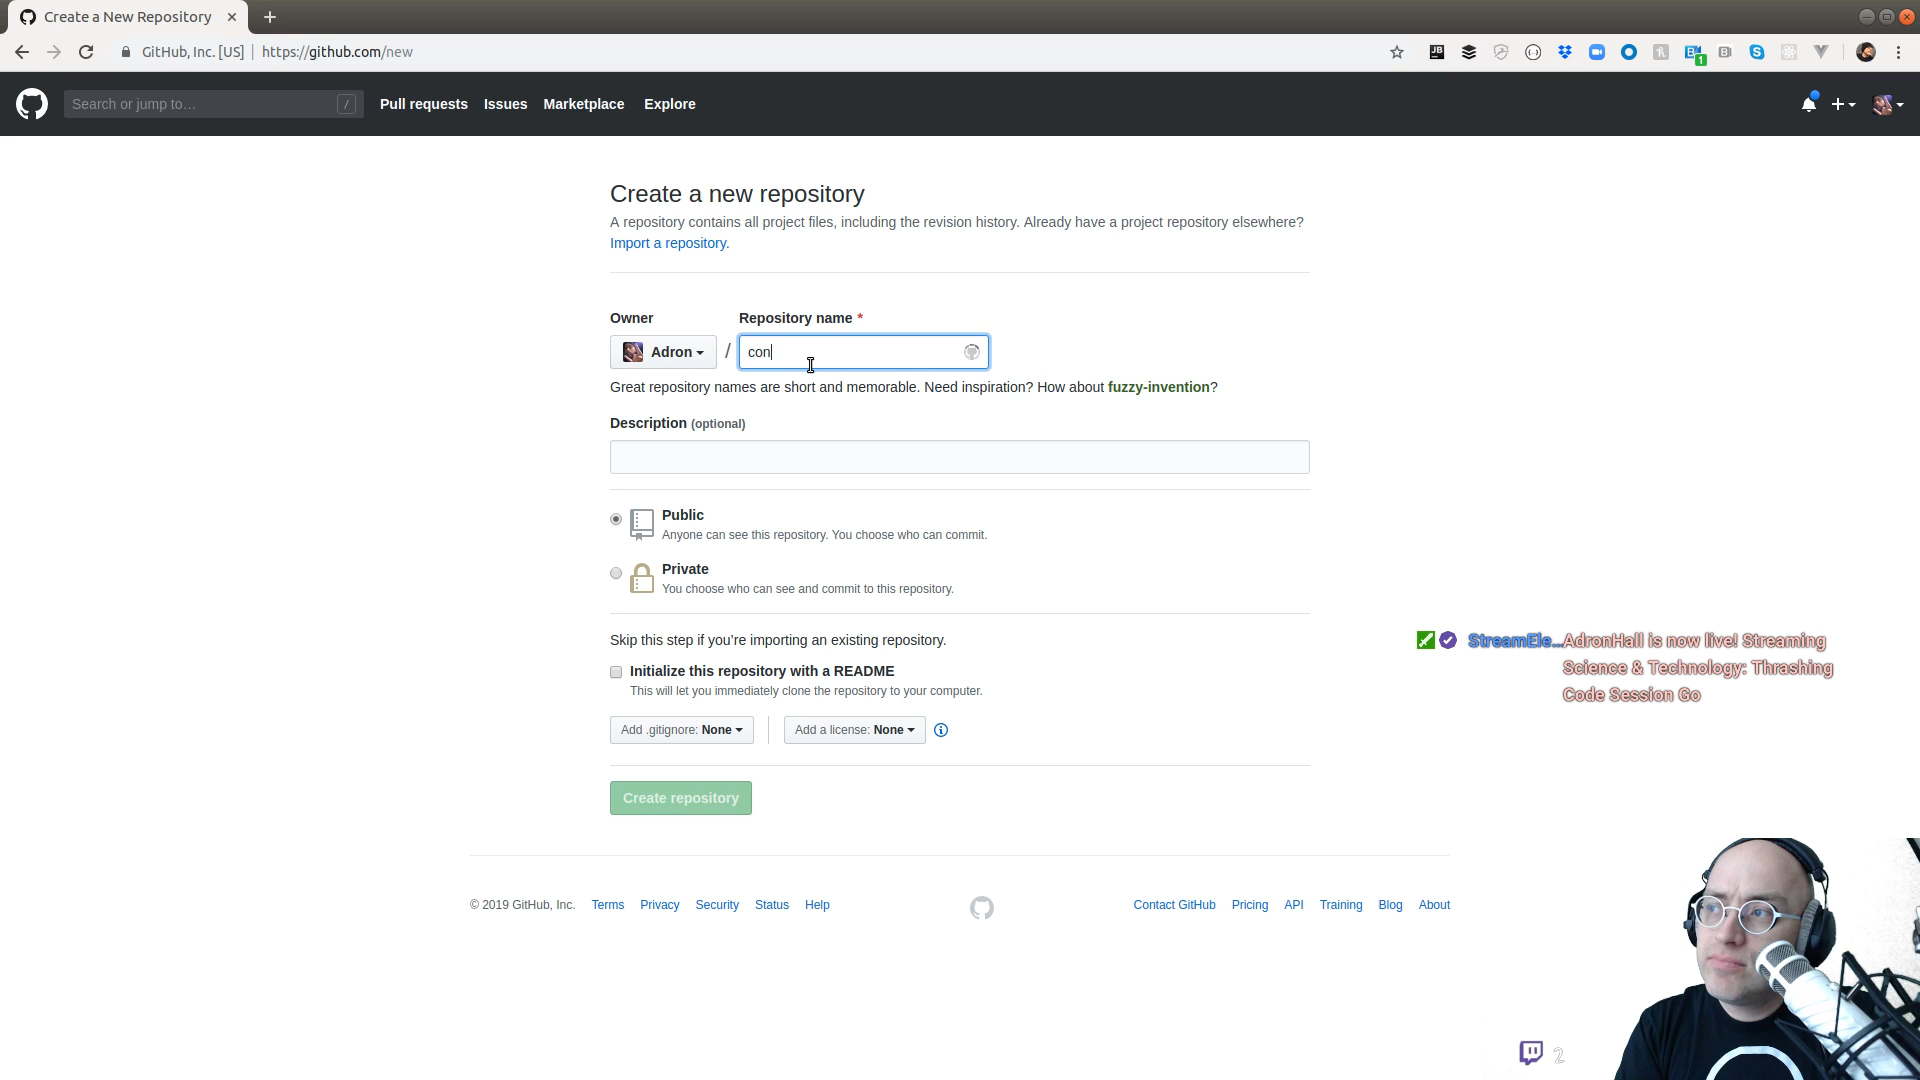 Create a New Repository
GitHub, Inc. [US] | https://github.com/new
JB
B
1
B
S
Search or jump to…
/
Pull requests
Issues
Marketplace
Explore
Create a new repository
A repository contains all project files, including the revision history. Already have a project repository elsewhere?
Import a repository.
Owner
Repository name *
Adron
/
con
Great repository names are short and memorable. Need inspiration? How about fuzzy-invention?
Description (optional)
Public
Anyone can see this repository. You choose who can commit.
Private
You choose who can see and commit to this repository.
Skip this step if you’re importing an existing repository.
Initialize this repository with a README
This will let you immediately clone the repository to your computer.
Add .gitignore: None
Add a license: None
Create repository
StreamEle...AdronHall is now live! Streaming
Science & Technology: Thrashing
Code Session Go
© 2019 GitHub, Inc.
Terms
Privacy
Security
Status
Help
Contact GitHub
Pricing
API
Training
Blog
About
2